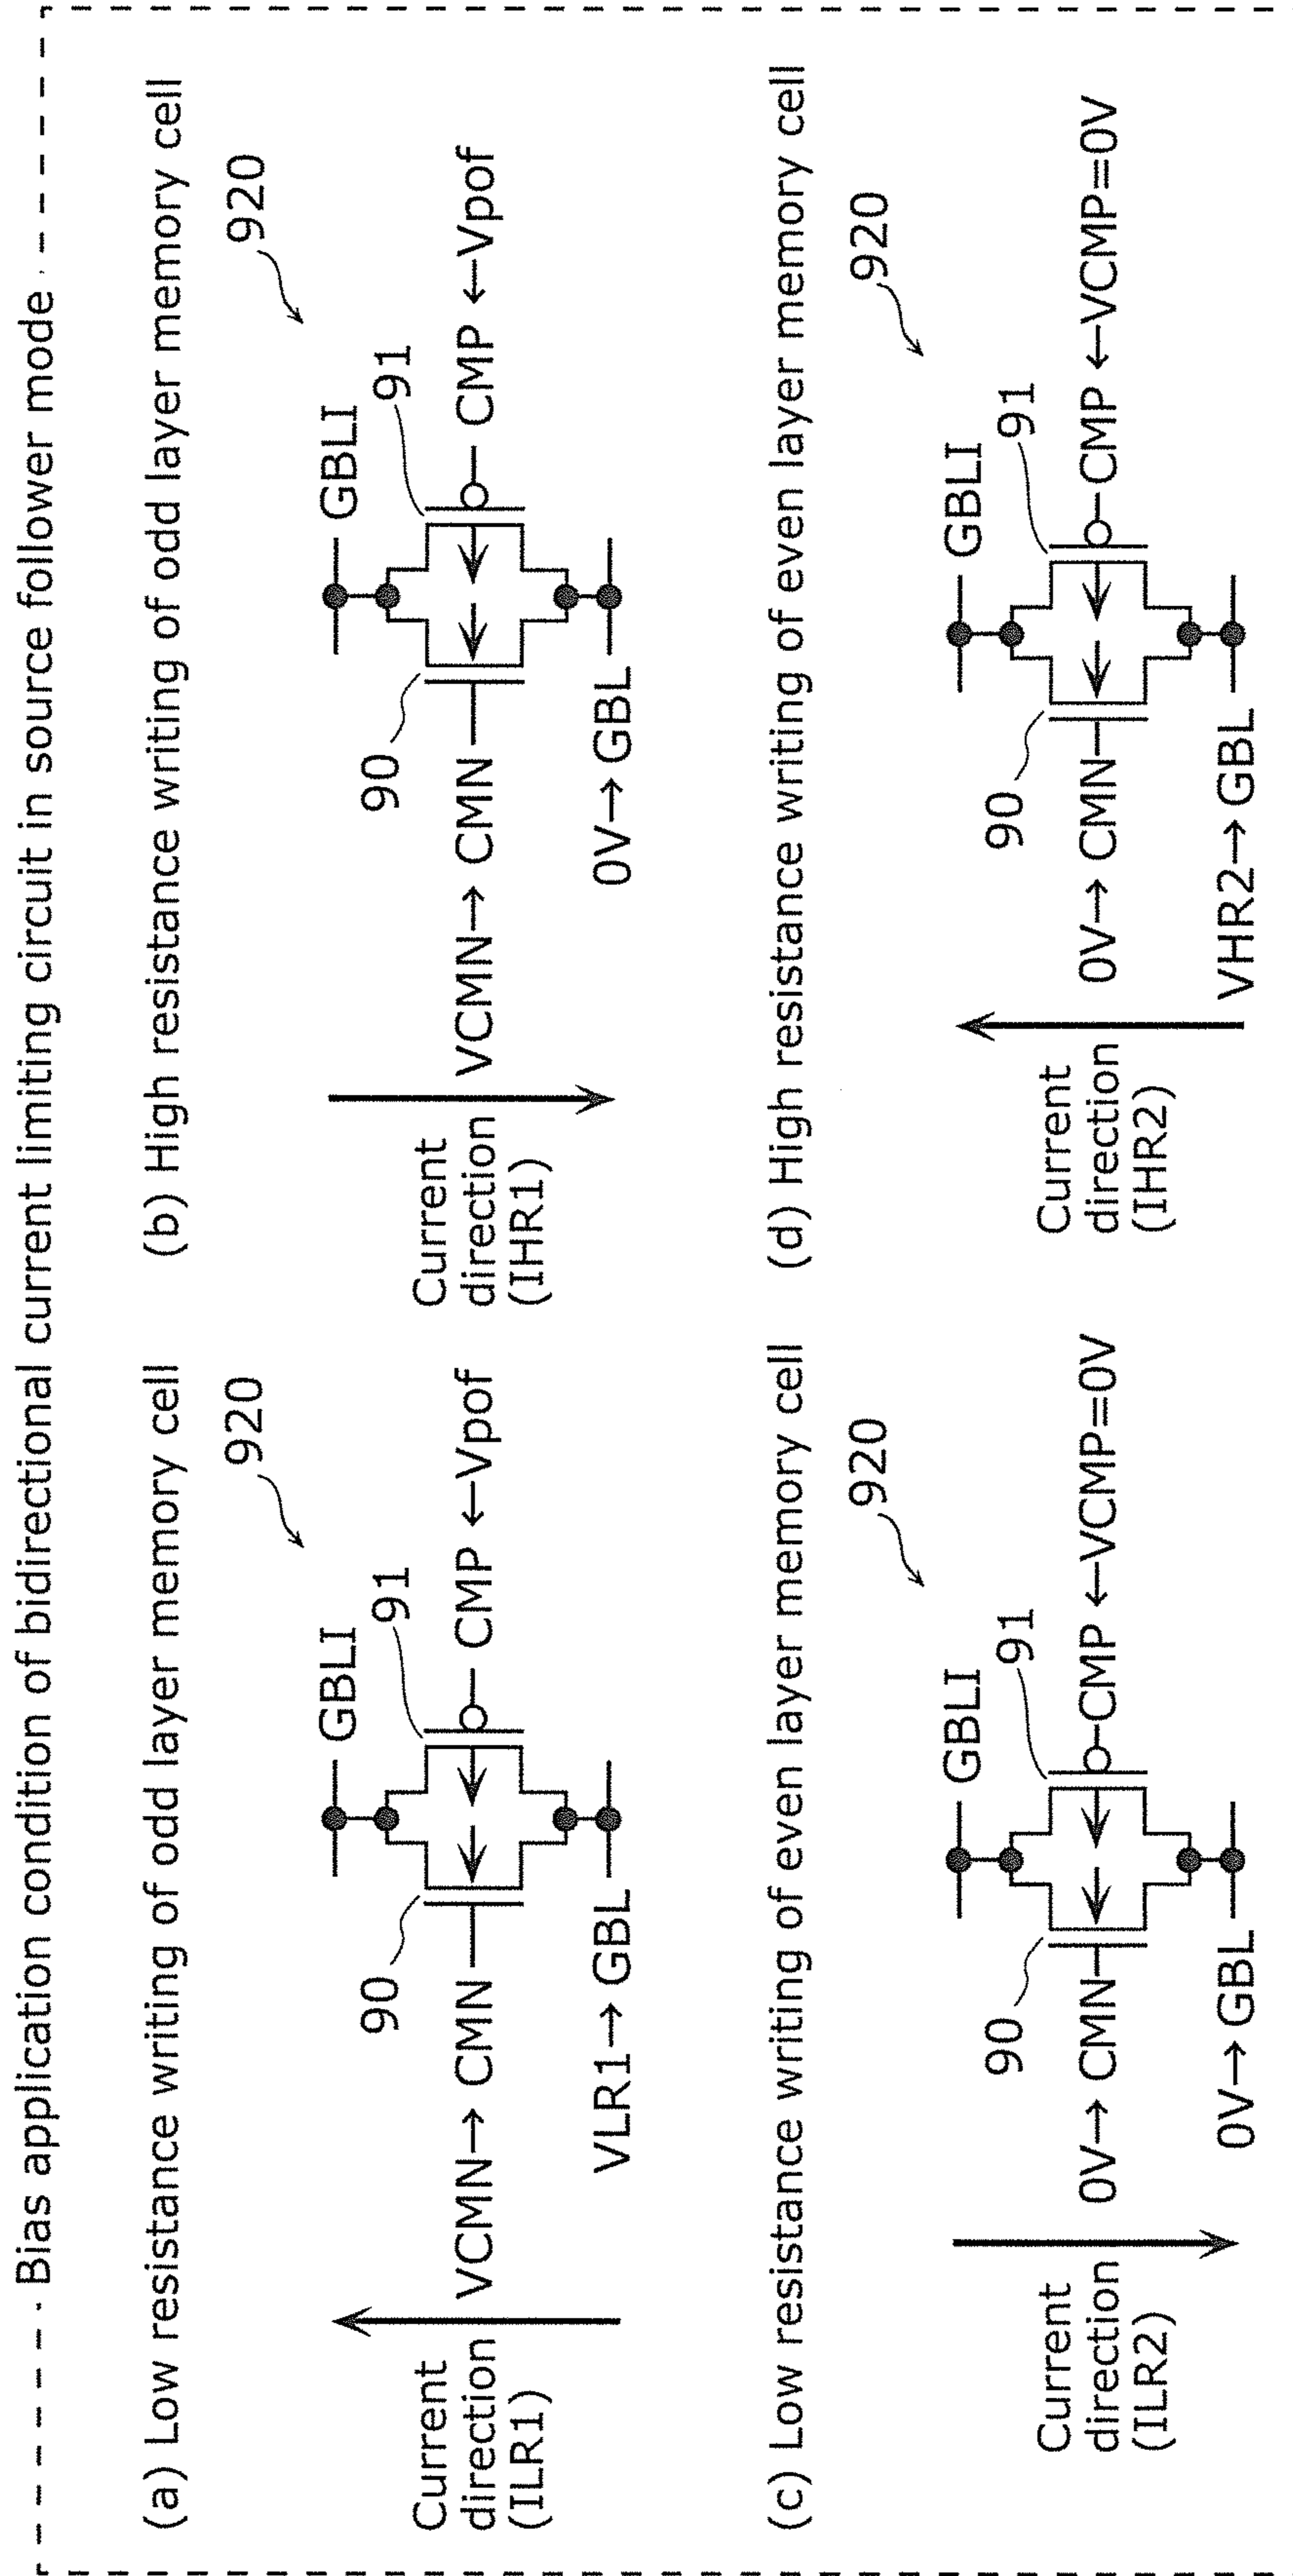 Bias application condition of bidirectional current limiting circuit in source follower mode
(a) Low resistance writing of odd layer memory cell
920
GBLI
90
91
VCMN→ CMN
CMP ←Vpof
VLR1→ GBL
Current
direction
(ILR1)
(b) High resistance writing of odd layer memory cell
920
GBLI
90
91
VCMN→ CMN
CMP ←Vpof
0V→ GBL
Current
direction
(IHR1)
(c) Low resistance writing of even layer memory cell
920
GBLI
90
91
0V→ CMN
CMP ←VCMP=0V
0V→ GBL
Current
direction
(ILR2)
(d) High resistance writing of even layer memory cell
920
GBLI
90
91
0V→ CMN
CMP ←VCMP=0V
VHR2→ GBL
Current
direction
(IHR2)